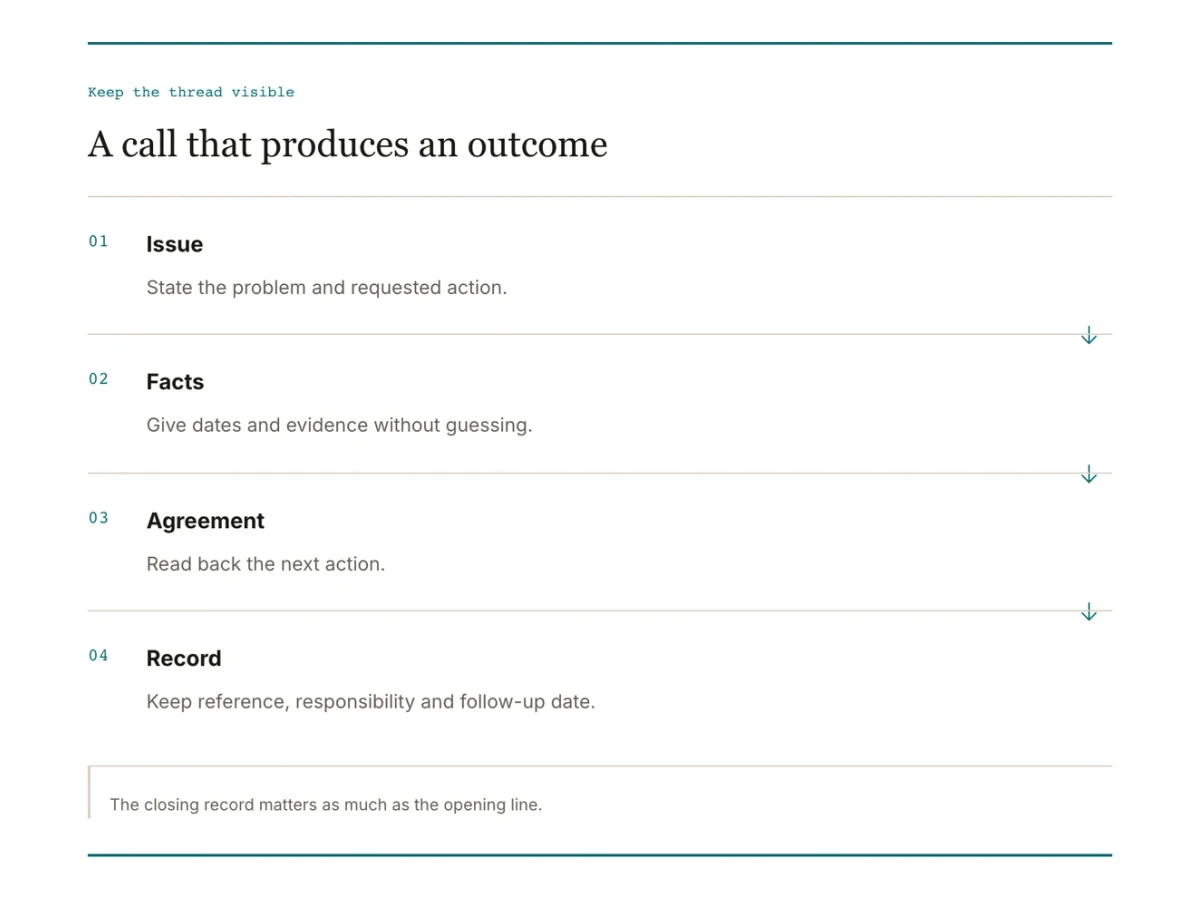 Keep the thread visible
A call that produces an outcome
01
Issue
State the problem and requested action.
02
Facts
Give dates and evidence without guessing.
03
Agreement
Read back the next action.
04
Record
Keep reference, responsibility and follow-up date.
The closing record matters as much as the opening line.